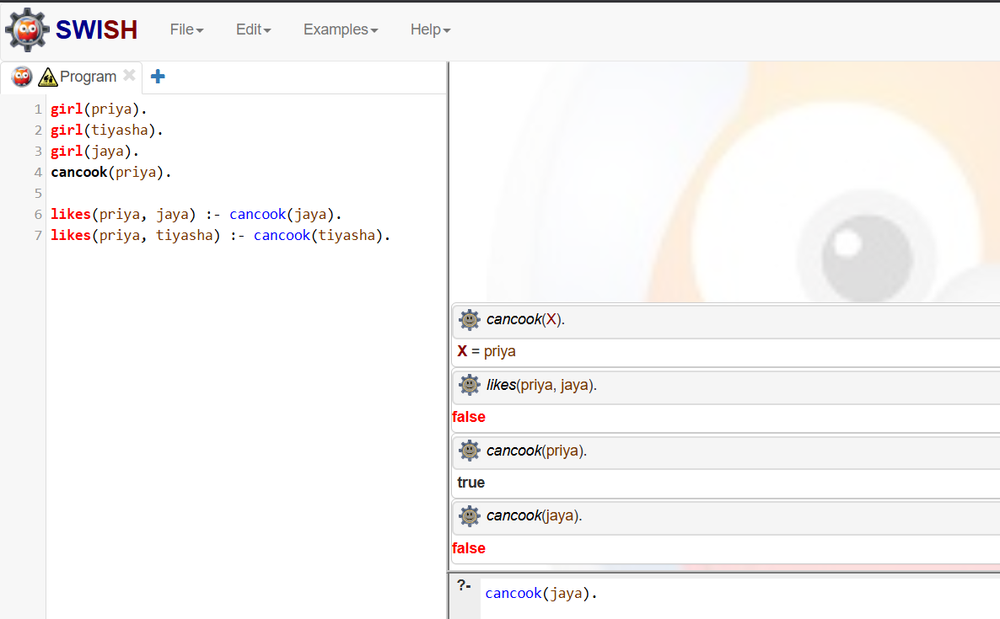 SWISH File Edit Examples Help
Program
1 girl(priya).
2 girl(tiyasha).
3 girl(jaya).
4 cancook(priya).
5
6 likes(priya, jaya) :- cancook(jaya).
7 likes(priya, tiyasha) :- cancook(tiyasha).
cancook(X).
X = priya
likes(priya, jaya).
false
cancook(priya).
true
cancook(jaya).
false
?- cancook(jaya).